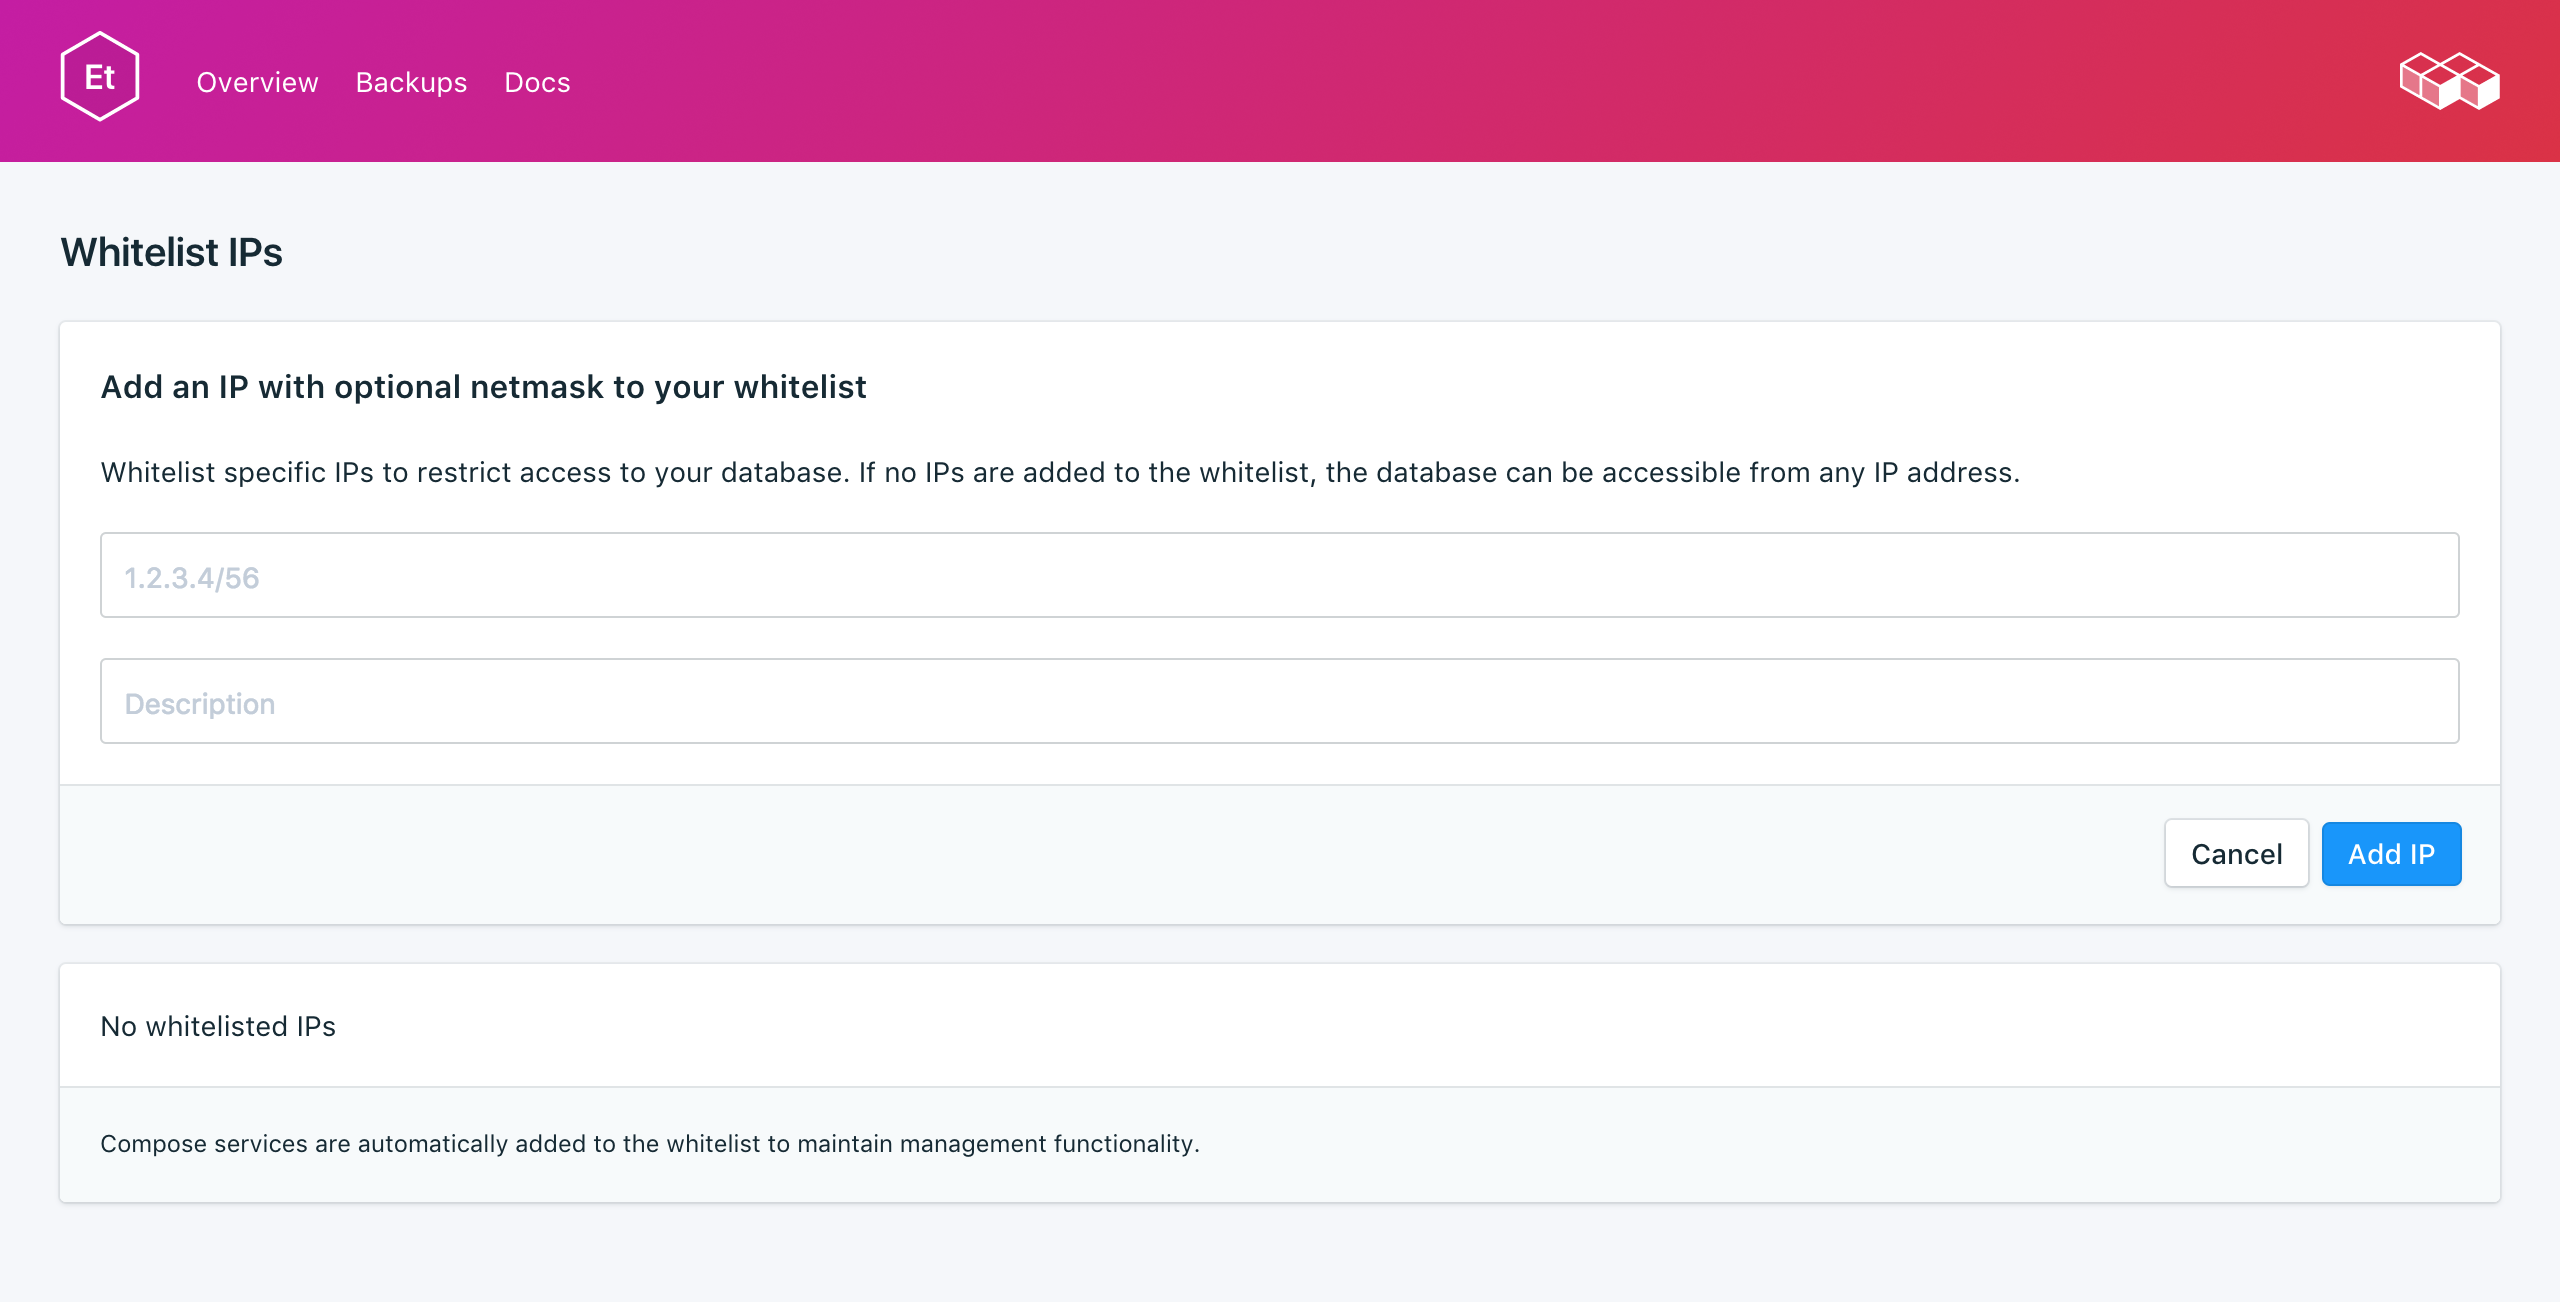 Et
Overview Backups Docs
Whitelist IPs
Add an IP with optional netmask to your whitelist
Whitelist specific IPs to restrict access to your database. If no IPs are added to the whitelist, the database can be accessible from any IP address.
1.2.3.4/56
Description
Cancel Add IP
No whitelisted IPs
Compose services are automatically added to the whitelist to maintain management functionality.